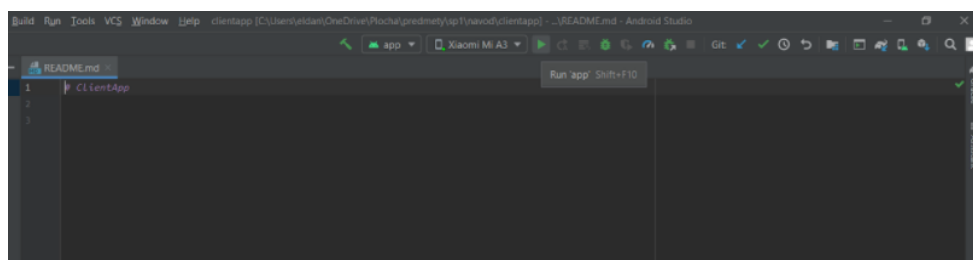 Build Run Tools VCS Window Help clientapp [C:\Users\eldan\OneDrive\Plocha\predmety\sp1\navod\clientapp] - ...\README.md - Android Studio
app Xiaomi Mi A3 Git:
README.md
Run 'app' Shift+F10
1 # ClientApp
2
3